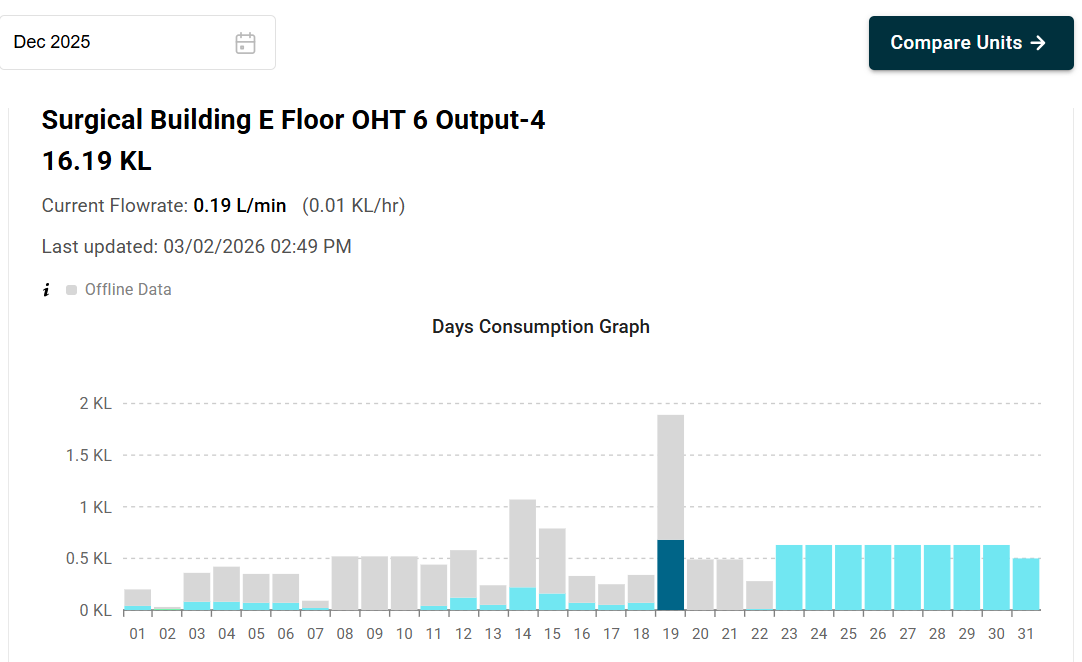 Dec 2025
Compare Units →
Surgical Building E Floor OHT 6 Output-4
16.19 KL
Current Flowrate: 0.19 L/min (0.01 KL/hr)
Last updated: 03/02/2026 02:49 PM
i Offline Data
Days Consumption Graph
2 KL
1.5 KL
1 KL
0.5 KL
0 KL
01 02 03 04 05 06 07 08 09 10 11 12 13 14 15 16 17 18 19 20 21 22 23 24 25 26 27 28 29 30 31